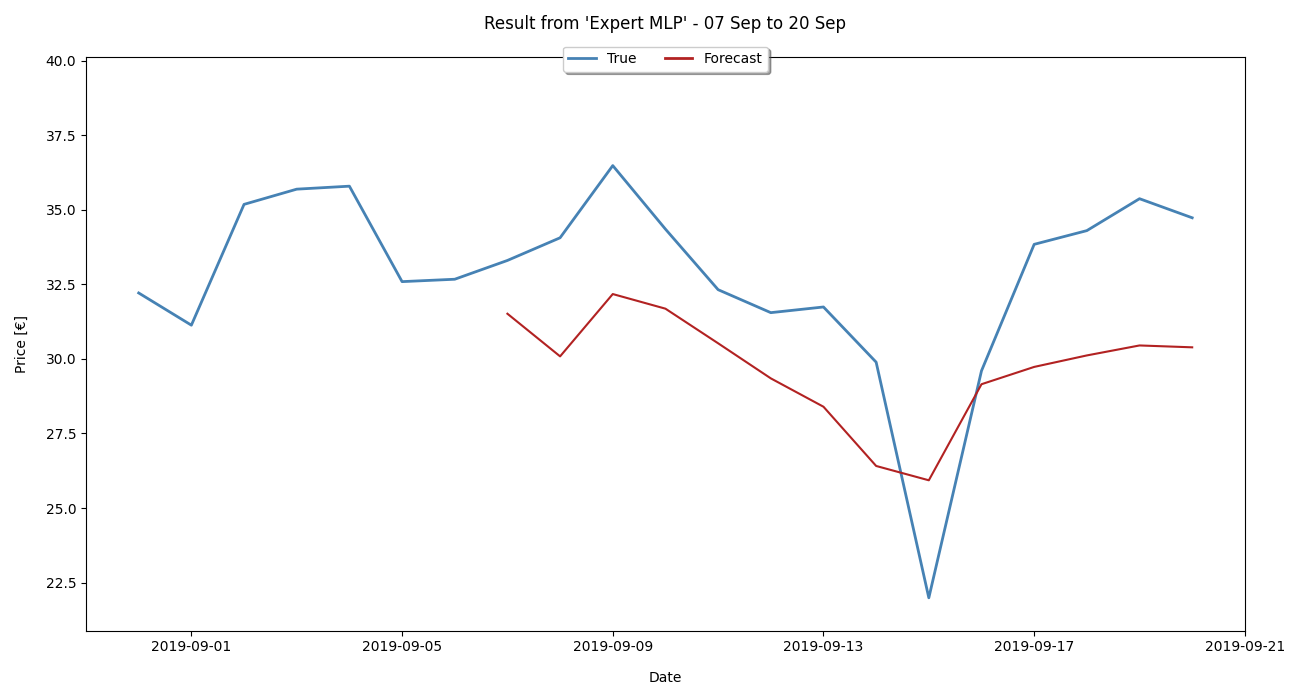 Result from 'Expert MLP' - 07 Sep to 20 Sep
True Forecast
40.0
37.5
35.0
32.5
30.0
27.5
25.0
22.5
Price [€]
2019-09-01 2019-09-05 2019-09-09 2019-09-13 2019-09-17 2019-09-21
Date